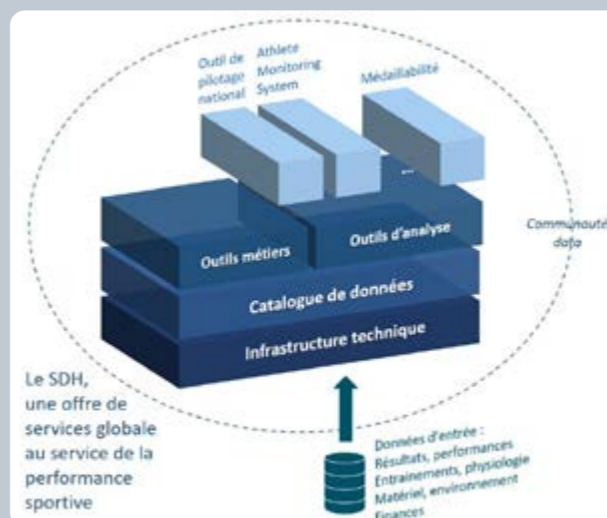 Outil de
pilotage
national
Athlete
Monitoring
System
Médaillabilité
...
Outils métiers
Outils d'analyse
Communauté
data
Catalogue de données
Infrastructure technique
Le SDH,
une offre de
services globale
au service de la
performance
sportive
Données d'entrée :
Résultats, performances
Entrainements, physiologie
Matériel, environnement
Finances